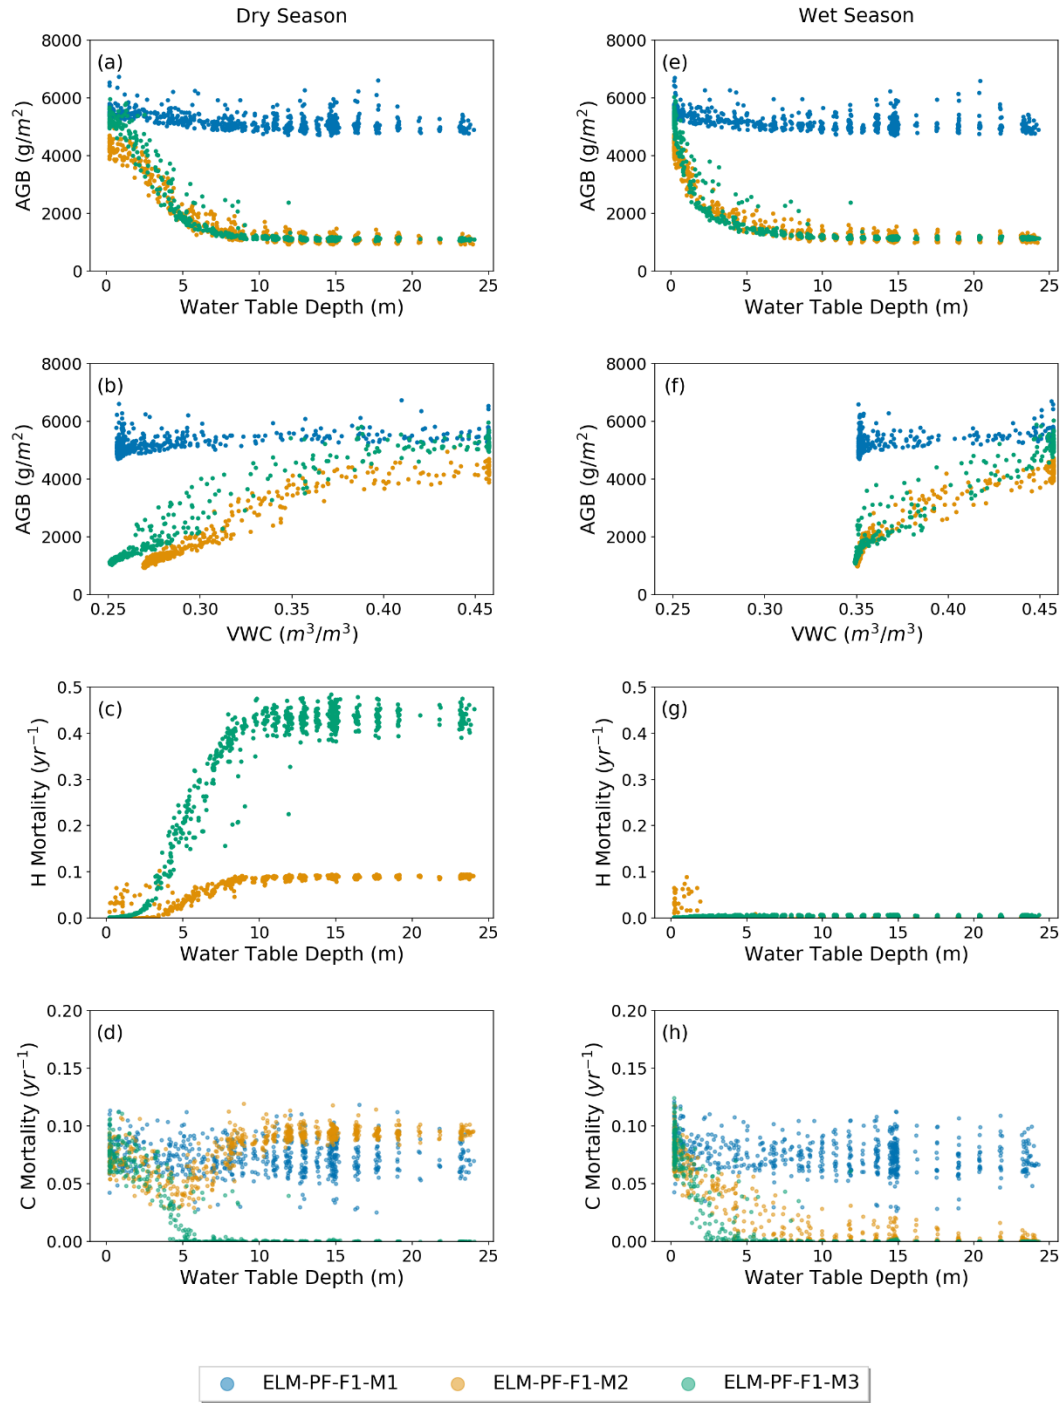 Dry Season
Wet Season
(a)
8000
6000
4000
2000
0
AGB (g/m²)
0 5 10 15 20 25
Water Table Depth (m)
(e)
8000
6000
4000
2000
0
AGB (g/m²)
0 5 10 15 20 25
Water Table Depth (m)
(b)
8000
6000
4000
2000
0
AGB (g/m²)
0.25 0.30 0.35 0.40 0.45
VWC (m³/m³)
(f)
8000
6000
4000
2000
0
AGB (g/m²)
0.25 0.30 0.35 0.40 0.45
VWC (m³/m³)
(c)
0.5
0.4
0.3
0.2
0.1
0.0
H Mortality (yr⁻¹)
0 5 10 15 20 25
Water Table Depth (m)
(g)
0.5
0.4
0.3
0.2
0.1
0.0
H Mortality (yr⁻¹)
0 5 10 15 20 25
Water Table Depth (m)
(d)
0.20
0.15
0.10
0.05
0.00
C Mortality (yr⁻¹)
0 5 10 15 20 25
Water Table Depth (m)
(h)
0.20
0.15
0.10
0.05
0.00
C Mortality (yr⁻¹)
0 5 10 15 20 25
Water Table Depth (m)
ELM-PF-F1-M1 ELM-PF-F1-M2 ELM-PF-F1-M3